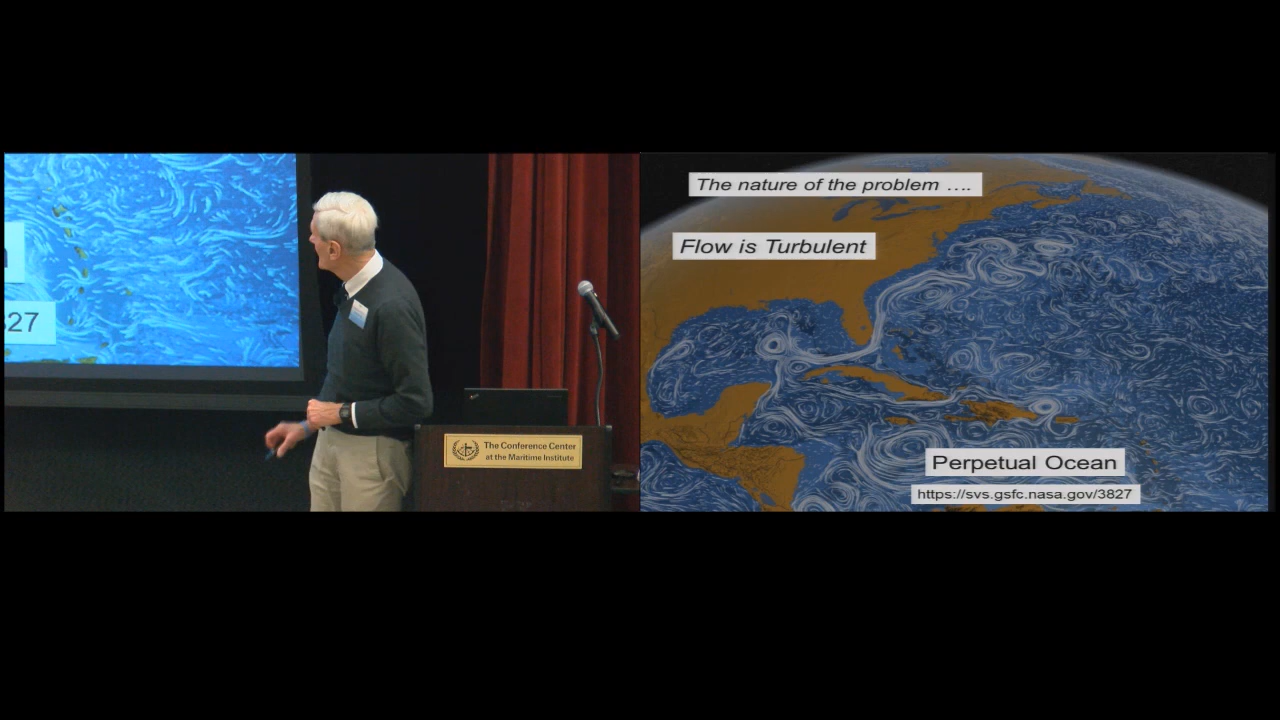 27
The Conference Center
at the Maritime Institute
The nature of the problem ....
Flow is Turbulent
Perpetual Ocean
https://svs.gsfc.nasa.gov/3827